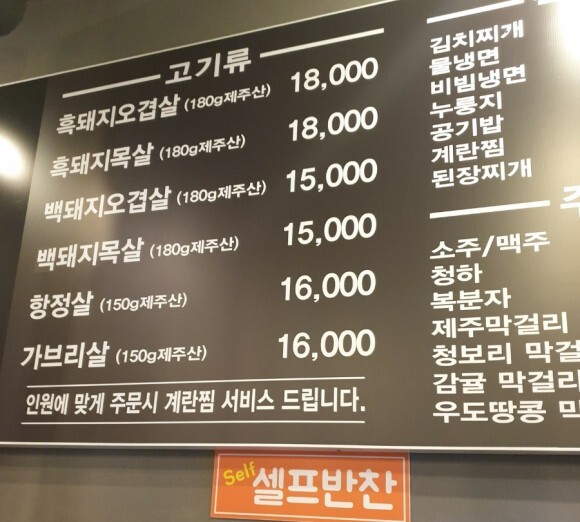 고기류
흑돼지오겹살 (180g제주산) 18,000
흑돼지목살 (180g제주산) 18,000
백돼지오겹살 (180g제주산) 15,000
백돼지목살 (180g제주산) 15,000
항정살 (150g제주산) 16,000
가브리살 (150g제주산) 16,000
인원에 맞게 주문시 계란찜 서비스 드립니다.
김치찌개
물냉면
비빔냉면
누룽지
공기밥
계란찜
된장찌개
소주/맥주
청하
복분자
제주막걸리
청보리 막걸
감귤 막걸리
우도땅콩
Self
셀프반찬